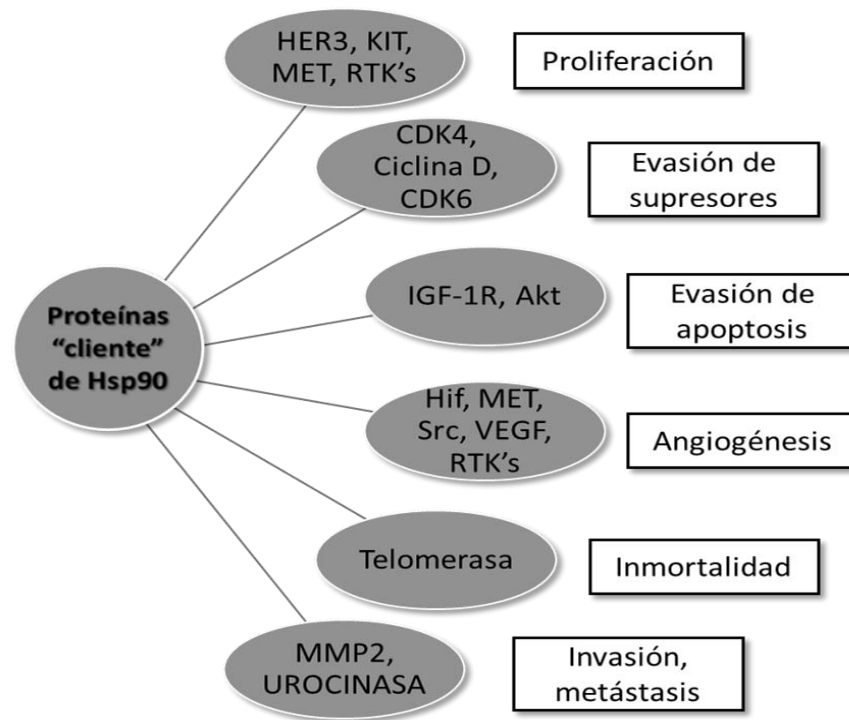 HER3, KIT,
MET, RTK’s
Proliferación
CDK4,
Ciclina D,
CDK6
Evasión de
supresores
Proteínas
“cliente”
de Hsp90
IGF-1R, Akt
Evasión de
apoptosis
Hif, MET,
Src, VEGF,
RTK’s
Angiogénesis
Telomerasa
Inmortalidad
MMP2,
UROCINASA
Invasión,
metástasis